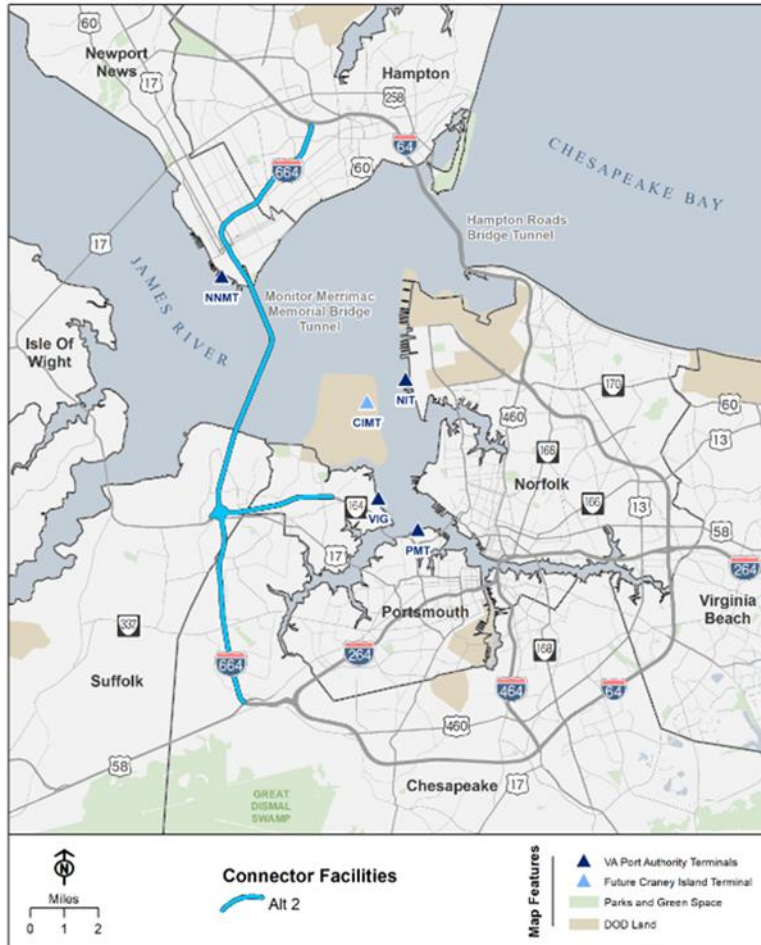 60
Newport
News
17
Hampton
258
64
664
60
CHESAPEAKE BAY
Hampton Roads
Bridge Tunnel
17
JAMES RIVER
NNMT
Monitor Merrimac
Memorial Bridge
Tunnel
Isle Of
Wight
NIT
CIMT
170
460
60
13
168
Norfolk
166
13
164
VIG
58
17
PMT
264
Virginia
Beach
Portsmouth
337
264
168
664
Suffolk
464
64
460
58
Chesapeake
17
GREAT
DISMAL
SWAMP
N
Miles
0 1 2
Connector Facilities
Alt 2
Map Features
VA Port Authority Terminals
Future Craney Island Terminal
Parks and Green Space
DOD Land